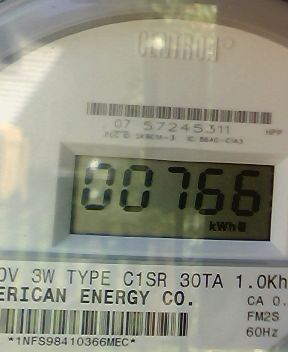 CENTRON
07 57245311
HPP
00766
kWh
0V 3W TYPE C1SR 30TA 1.0Kh
ERICAN ENERGY CO.
CA 0.
FM2S
60Hz
*1NFS98410366MEC*